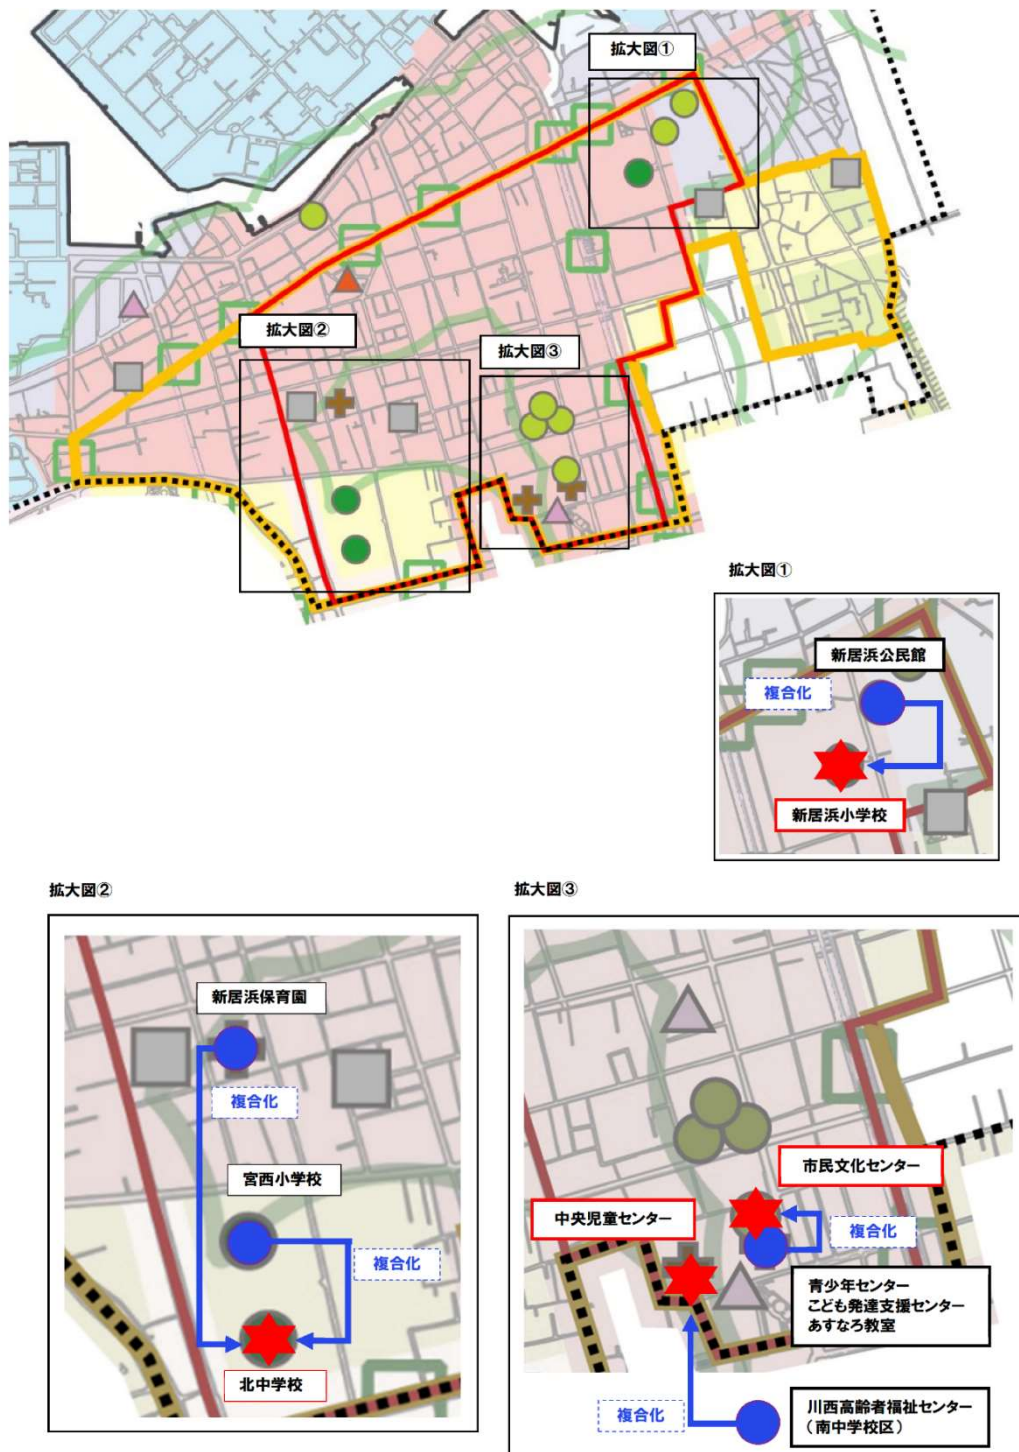 拡大図①
拡大図②
拡大図③
拡大図①
新居浜公民館
複合化
新居浜小学校
拡大図②
新居浜保育園
複合化
宮西小学校
複合化
北中学校
拡大図③
市民文化センター
中央児童センター
複合化
青少年センター
こども発達支援センター
あすなろ教室
複合化
川西高齢者福祉センター
（南中学校区）